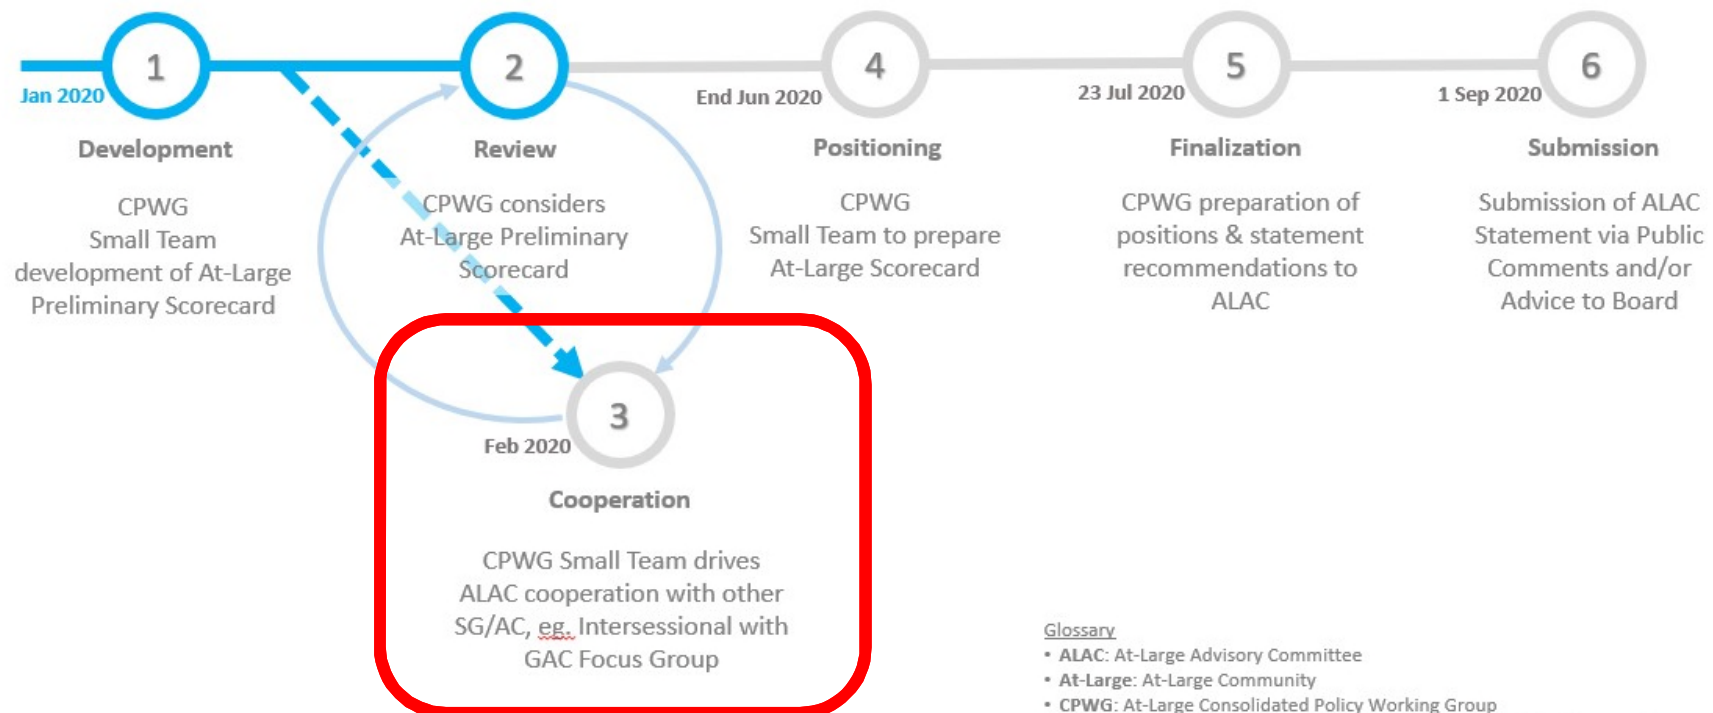 1
Jan 2020
Development
CPWG
Small Team
development of At-Large
Preliminary Scorecard
2
Review
CPWG considers
At-Large Preliminary
Scorecard
3
Feb 2020
Cooperation
CPWG Small Team drives
ALAC cooperation with other
SG/AC, eg. Intersessional with
GAC Focus Group
4
End Jun 2020
Positioning
CPWG
Small Team to prepare
At-Large Scorecard
5
23 Jul 2020
Finalization
CPWG preparation of
positions & statement
recommendations to
ALAC
6
1 Sep 2020
Submission
Submission of ALAC
Statement via Public
Comments and/or
Advice to Board
Glossary
• ALAC: At-Large Advisory Committee
• At-Large: At-Large Community
• CPWG: At-Large Consolidated Policy Working Group